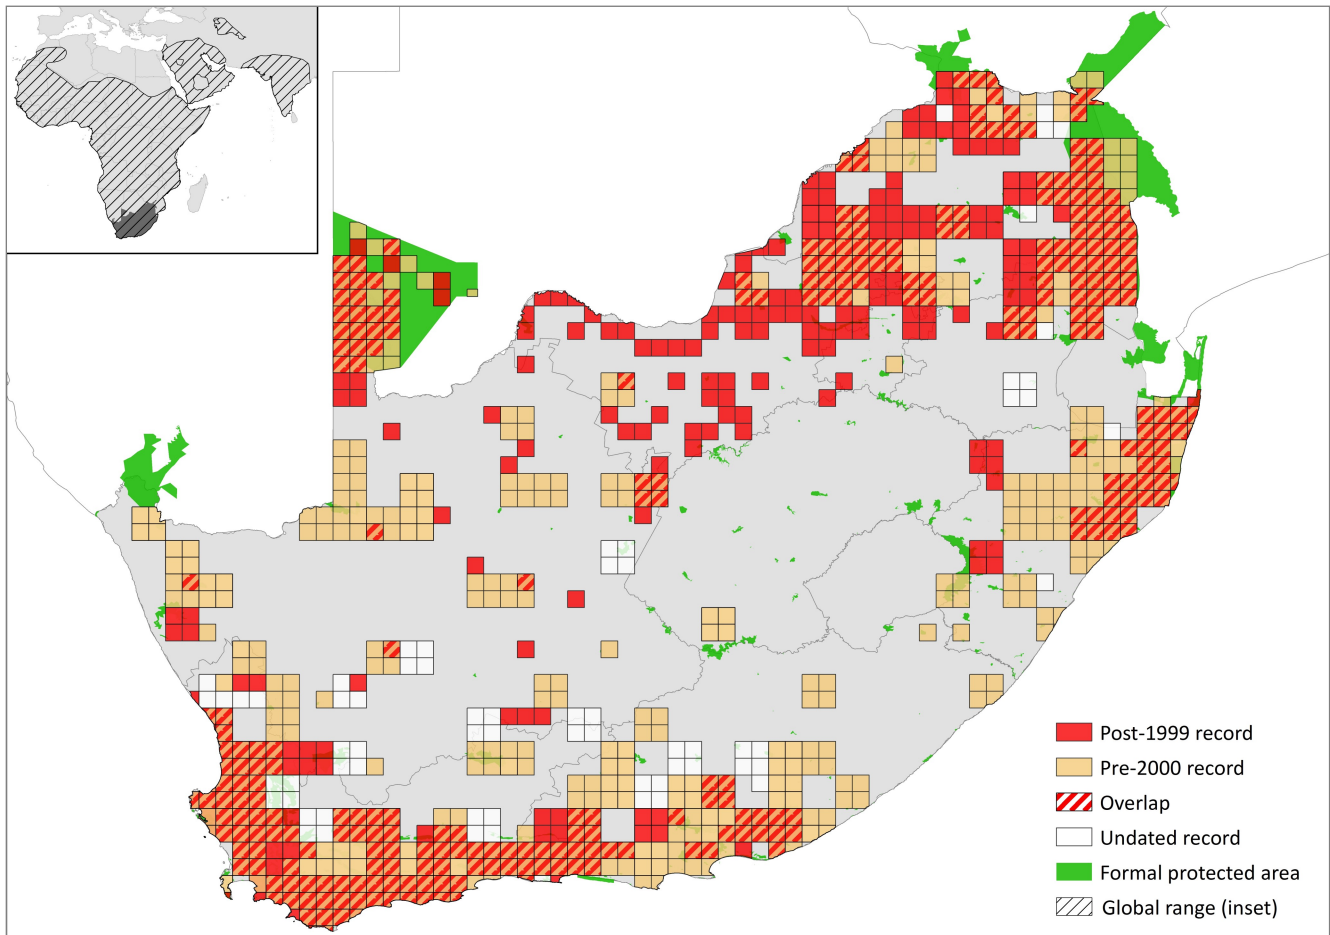 Post-1999 record
Pre-2000 record
Overlap
Undated record
Formal protected area
Global range (inset)